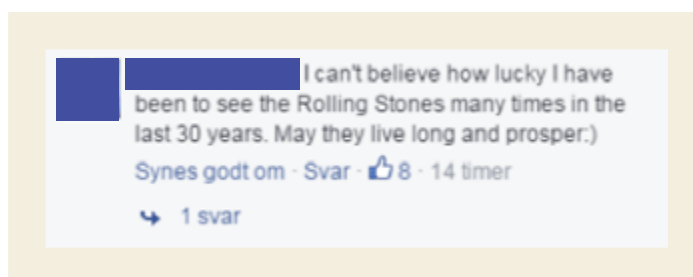 I can't believe how lucky I have
been to see the Rolling Stones many times in the
last 30 years. May they live long and prosper:)
Synes godt om · Svar · 8 · 14 timer
1 svar